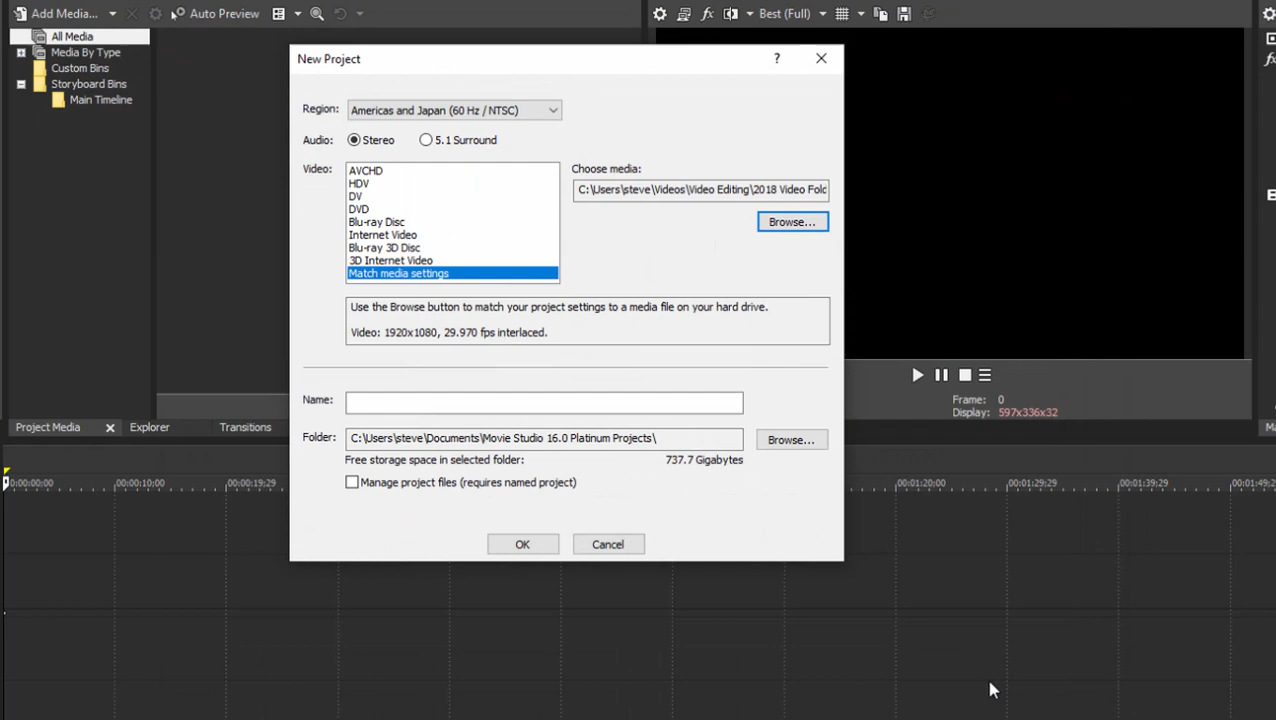 Add Media...
Auto Preview
Best (Full)
All Media
Media By Type
Custom Bins
Storyboard Bins
Main Timeline
New Project
?
Region:
Americas and Japan (60 Hz / NTSC)
Audio:
Stereo
5.1 Surround
Video:
AVCHD
HDV
DV
DVD
Blu-ray Disc
Internet Video
Blu-ray 3D Disc
3D Internet Video
Match media settings
Choose media:
C:\Users\steve\Videos\Video Editing\2018 Video Fold
Browse...
Use the Browse button to match your project settings to a media file on your hard drive.
Video: 1920x1080, 29.970 fps interlaced.
Name:
Folder:
C:\Users\steve\Documents\Movie Studio 16.0 Platinum Projects\
Browse...
Free storage space in selected folder:
737.7 Gigabytes
Manage project files (requires named project)
OK
Cancel
Frame: 0
Display: 597x336x32
Project Media
Explorer
Transitions
Ma
00:00:00
00:00:10:00
00:00:19:29
00:01:20:00
00:01:29:29
00:01:39:29
00:01:49:2